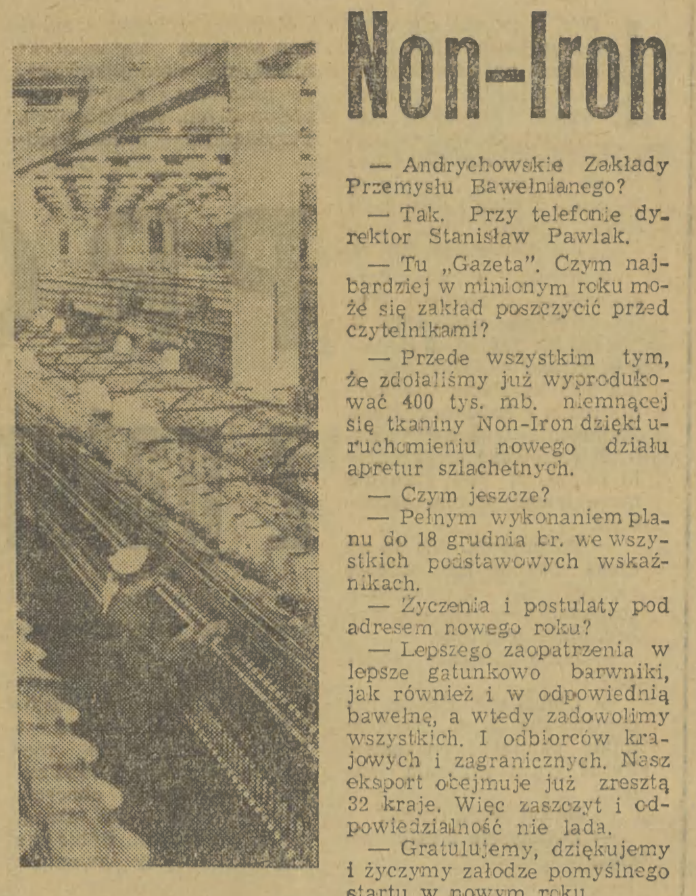 Non-Iron
— Andrychowskie Zakłady
Przemysłu Bawełnianego?
— Tak. Przy telefonie dy-
rektor Stanisław Pawlak.
— Tu „Gazeta”. Czym naj-
bardziej w minionym roku mo-
że się zakład poszczycić przed
czytelnikami?
— Przede wszystkim tym,
że zdołaliśmy już wyproduko-
wać 400 tys. mb. niemnącej
się tkaniny Non-Iron dzięki u-
ruchomieniu nowego działu
apretur szlachetnych.
— Czym jeszcze?
— Pełnym wykonaniem pla-
nu do 18 grudnia br. we wszy-
stkich podstawowych wskaź-
nikach.
— Życzenia i postulaty pod
adresem nowego roku?
— Lepszego zaopatrzenia w
lepsze gatunkowo barwniki,
jak również i w odpowiednią
bawełnę, a wtedy zadowolimy
wszystkich. I odbiorców kra-
jowych i zagranicznych. Nasz
eksport obejmuje już zresztą
32 kraje. Więc zaszczyt i od-
powiedzialność nie lada.
— Gratulujemy, dziękujemy
i życzymy załodze pomyślnego
startu w nowym roku.